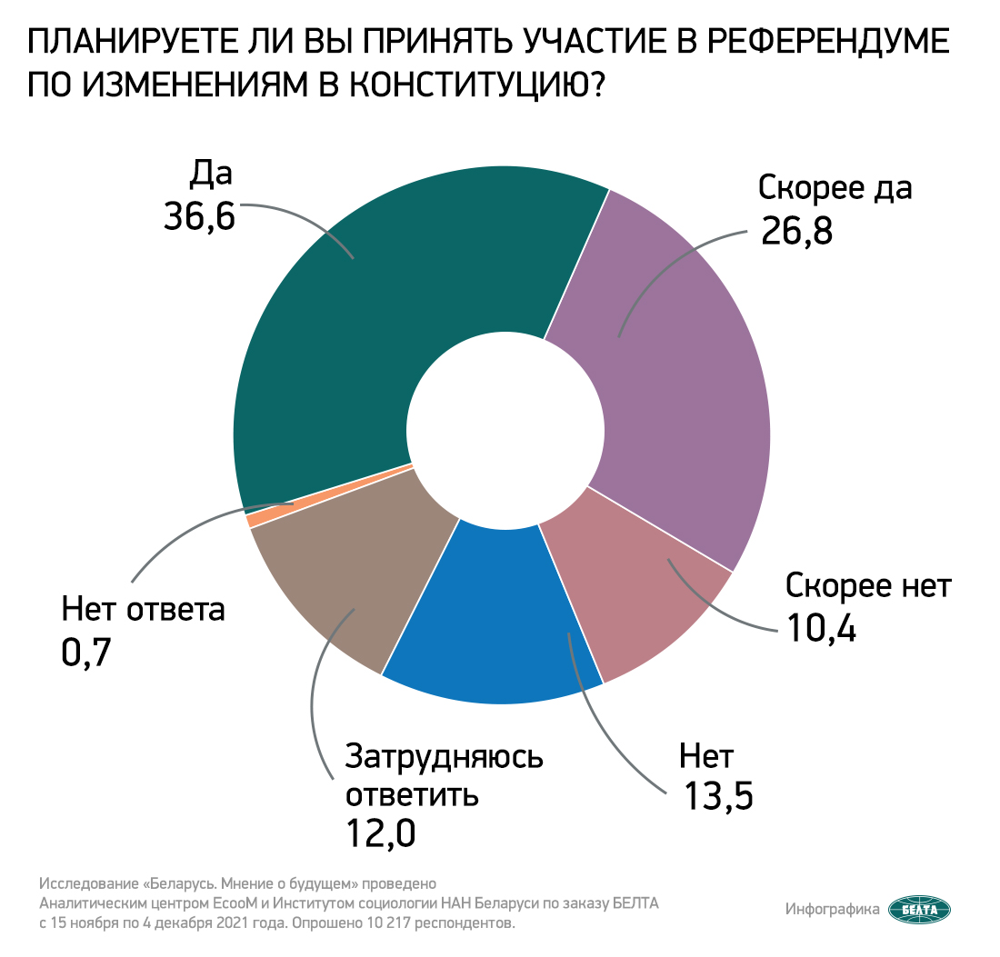 ПЛАНИРУЕТЕ ЛИ ВЫ ПРИНЯТЬ УЧАСТИЕ В РЕФЕРЕНДУМЕ
ПО ИЗМЕНЕНИЯМ В КОНСТИТУЦИЮ?
Да
36,6
Скорее да
26,8
Скорее нет
10,4
Нет ответа
0,7
Затрудняюсь
ответить
12,0
Нет
13,5
Исследование «Беларусь. Мнение о будущем» проведено
Аналитическим центром EcooM и Институтом социологии НАН Беларуси по заказу БЕЛТА
с 15 ноября по 4 декабря 2021 года. Опрошено 10 217 респондентов.
Инфографика БЕЛТА